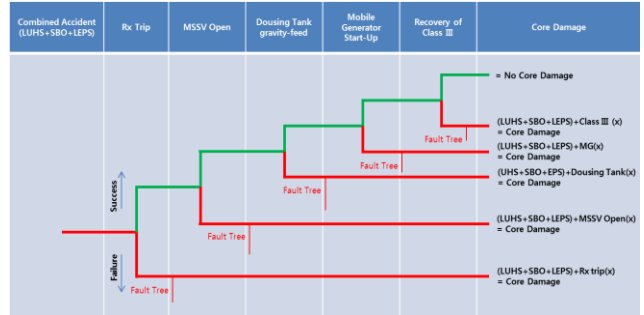 Combined Accident
(LUHS+SBO+LEPS)
Rx Trip
MSSV Open
Dousing Tank
gravity-feed
Mobile
Generator
Start-Up
Recovery of
Class Ⅲ
Core Damage
= No Core Damage
(LUHS+SBO+LEPS)+Class Ⅲ (x)
= Core Damage
Fault Tree
(LUHS+SBO+LEPS)+MG(x)
= Core Damage
Fault Tree
(UHS+SBO+EPS)+Dousing Tank(x)
= Core Damage
Fault Tree
Success
(LUHS+SBO+LEPS)+MSSV Open(x)
= Core Damage
Fault Tree
Failure
(LUHS+SBO+LEPS)+Rx trip(x)
= Core Damage
Fault Tree